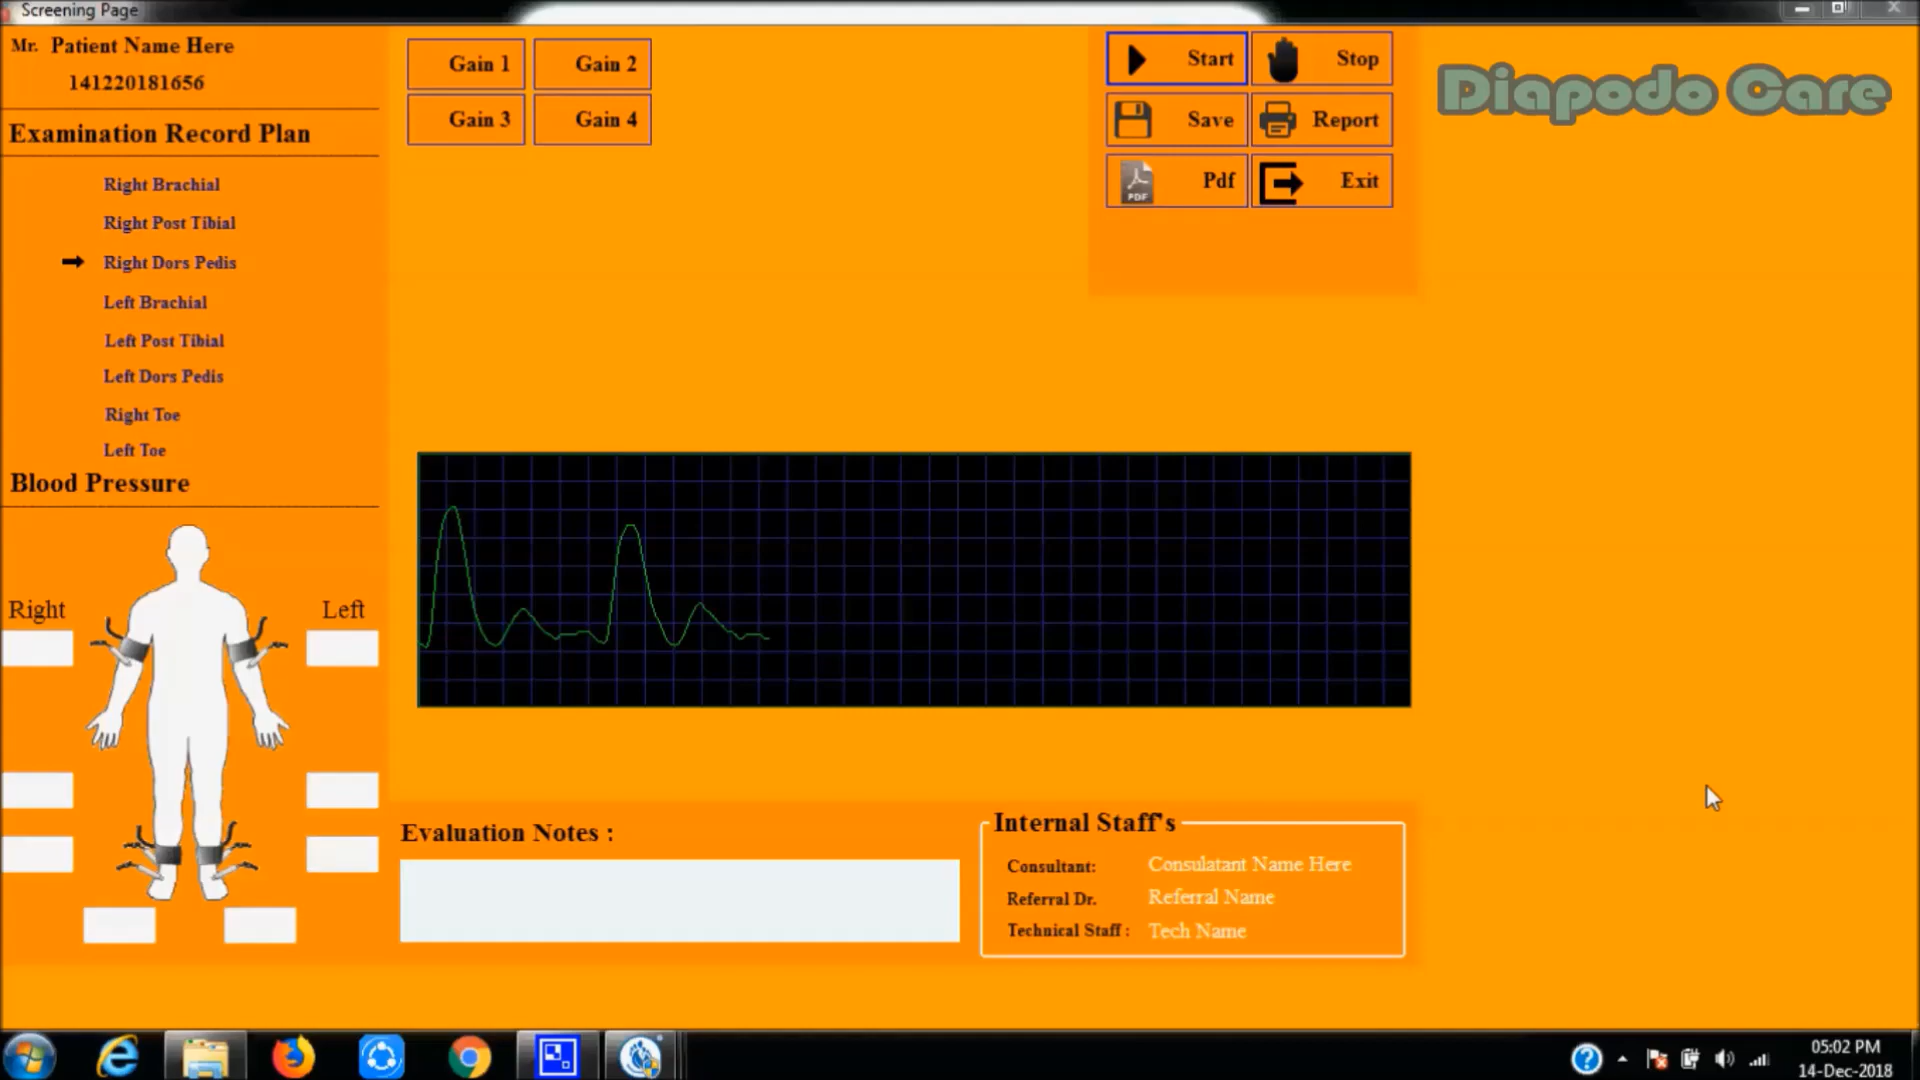 Screening Page
Mr. Patient Name Here
141220181656
Examination Record Plan
Right Brachial
Right Post Tibial
Right Dors Pedis
Left Brachial
Left Post Tibial
Left Dors Pedis
Right Toe
Left Toe
Blood Pressure
Right
Left
Gain 1
Gain 2
Gain 3
Gain 4
Start
Stop
Save
Report
PDF
Pdf
Exit
Diapodo Care
Evaluation Notes :
Internal Staff's
Consultant: Consulatant Name Here
Referral Dr. Referral Name
Technical Staff : Tech Name
05:02 PM
14-Dec-2018